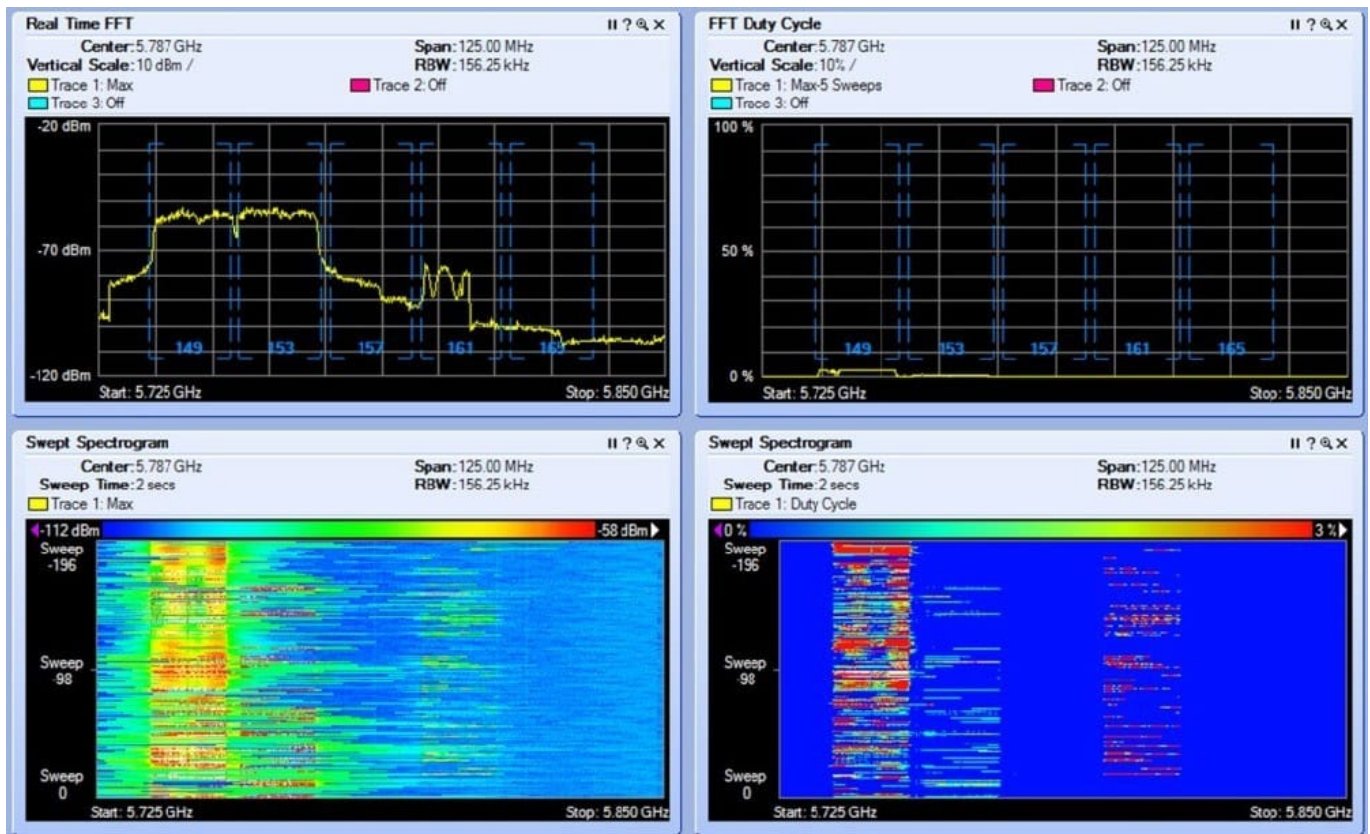 Real Time FFT
Center: 5.787 GHz Span: 125.00 MHz
Vertical Scale: 10 dBm / RBW: 156.25 kHz
Trace 1: Max Trace 2: Off
Trace 3: Off
-20 dBm
-70 dBm
149 153 157 161 165
-120 dBm
Start: 5.725 GHz Stop: 5.850 GHz
FFT Duty Cycle
Center: 5.787 GHz Span: 125.00 MHz
Vertical Scale: 10% / RBW: 156.25 kHz
Trace 1: Max-5 Sweeps Trace 2: Off
Trace 3: Off
100 %
50 %
149 153 157 161 165
0 %
Start: 5.725 GHz Stop: 5.850 GHz
Swept Spectrogram
Center: 5.787 GHz Span: 125.00 MHz
Sweep Time: 2 secs RBW: 156.25 kHz
Trace 1: Max
-112 dBm -58 dBm
Sweep
-196
Sweep
-98
Sweep
0
Start: 5.725 GHz Stop: 5.850 GHz
Swept Spectrogram
Center: 5.787 GHz Span: 125.00 MHz
Sweep Time: 2 secs RBW: 156.25 kHz
Trace 1: Duty Cycle
0 % 3 %
Sweep
-196
Sweep
-98
Sweep
0
Start: 5.725 GHz Stop: 5.850 GHz